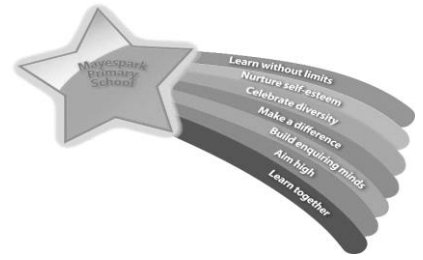 Mayespark
Primary
School
Learn without limits
Nurture self-esteem
Celebrate diversity
Make a difference
Build enquiring minds
Aim high
Learn together